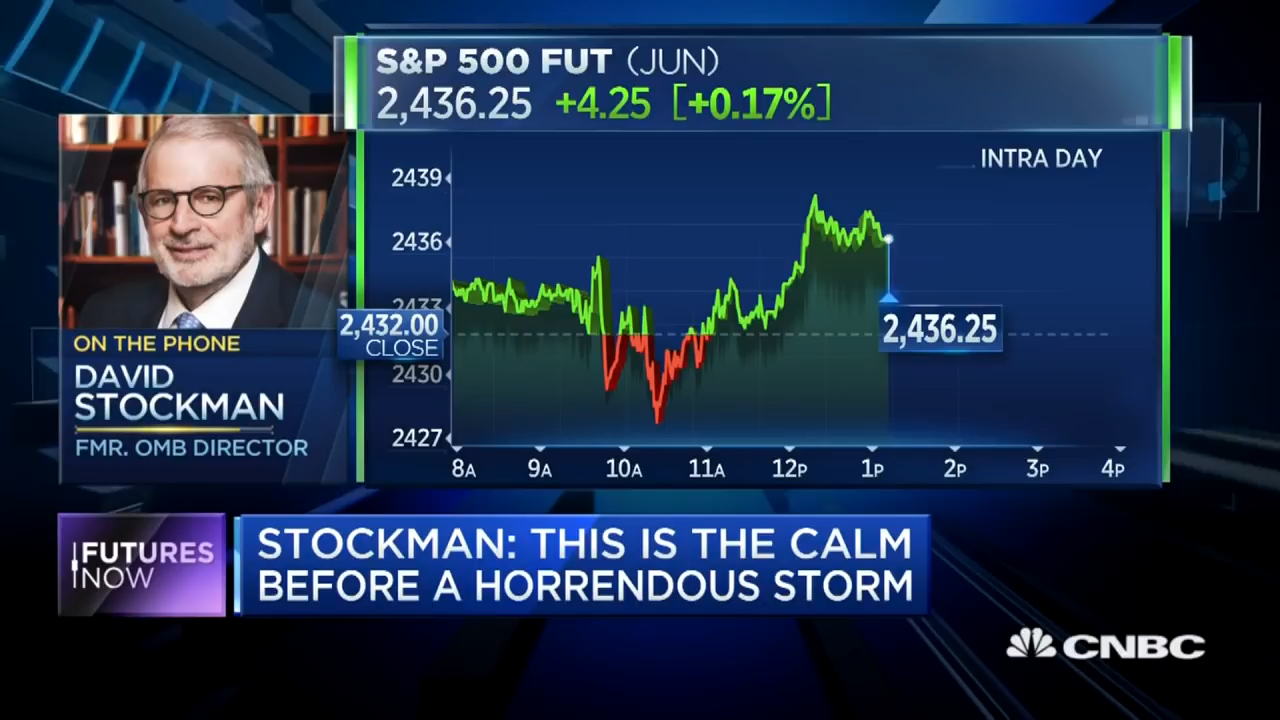 S&P 500 FUT (JUN)
2,436.25 +4.25 [+0.17%]
INTRA DAY
2439
2436
2433
2,432.00
CLOSE
2430
2427
2,436.25
8A 9A 10A 11A 12P 1P 2P 3P 4P
ON THE PHONE
DAVID
STOCKMAN
FMR. OMB DIRECTOR
FUTURES
NOW
STOCKMAN: THIS IS THE CALM
BEFORE A HORRENDOUS STORM
CNBC